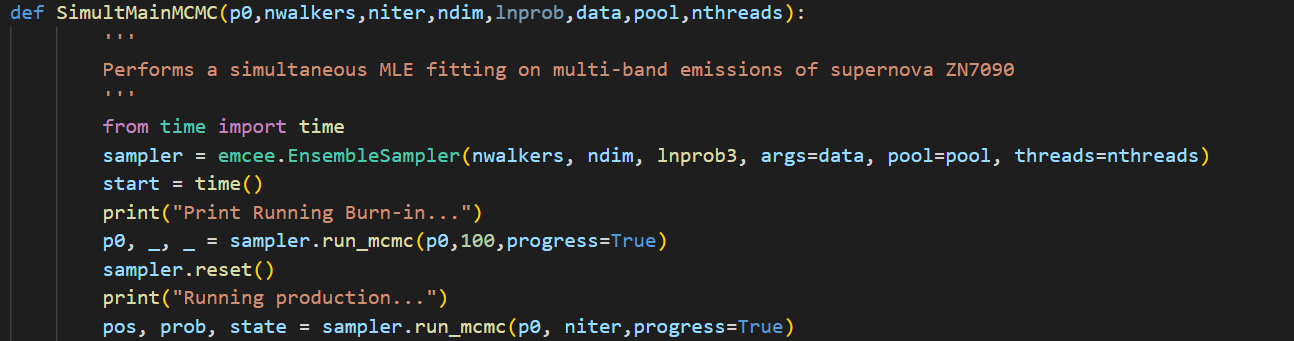 def SimultMainMCMC(p0,nwalkers,niter,ndim,lnprob,data,pool,nthreads):
'''
Performs a simultaneous MLE fitting on multi-band emissions of supernova ZN7090
'''
from time import time
sampler = emcee.EnsembleSampler(nwalkers, ndim, lnprob3, args=data, pool=pool, threads=nthreads)
start = time()
print("Print Running Burn-in...")
p0, _, _ = sampler.run_mcmc(p0,100,progress=True)
sampler.reset()
print("Running production...")
pos, prob, state = sampler.run_mcmc(p0, niter,progress=True)